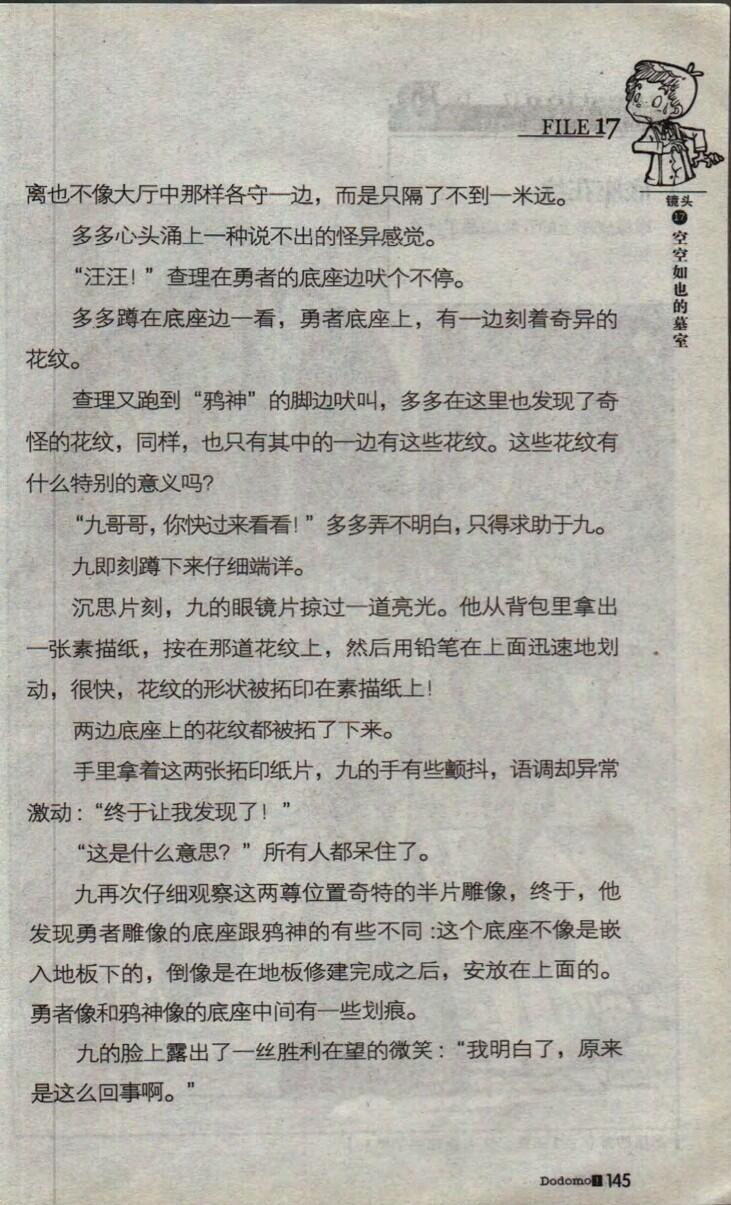 FILE 17
镜头
17
空空如也的墓室
离也不像大厅中那样各守一边，而是只隔了不到一米远。
多多心头涌上一种说不出的怪异感觉。
“汪汪！”查理在勇者的底座边吠个不停。
多多蹲在底座边一看，勇者底座上，有一边刻着奇异的
花纹。
查理又跑到“鸦神”的脚边吠叫，多多在这里也发现了奇
怪的花纹，同样，也只有其中的一边有这些花纹。这些花纹有
什么特别的意义吗？
“九哥哥，你快过来看看！”多多弄不明白，只得求助于九。
九即刻蹲下来仔细端详。
沉思片刻，九的眼镜片掠过一道亮光。他从背包里拿出
一张素描纸，按在那道花纹上，然后用铅笔在上面迅速地划
动，很快，花纹的形状被拓印在素描纸上！
两边底座上的花纹都被拓了下来。
手里拿着这两张拓印纸片，九的手有些颤抖，语调却异常
激动：“终于让我发现了！”
“这是什么意思？”所有人都呆住了。
九再次仔细观察这两尊位置奇特的半片雕像，终于，他
发现勇者雕像的底座跟鸦神的有些不同：这个底座不像是嵌
入地板下的，倒像是在地板修建完成之后，安放在上面的。
勇者像和鸦神像的底座中间有一些划痕。
九的脸上露出了一丝胜利在望的微笑：“我明白了，原来
是这么回事啊。”
Dodomo 1 145